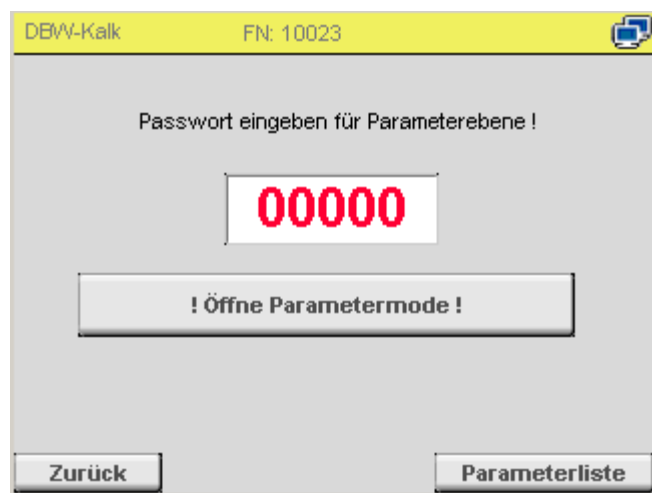 DBW-Kalk FN: 10023
Passwort eingeben für Parameterebene !
00000
! Öffne Parametermode !
Zurück Parameterliste